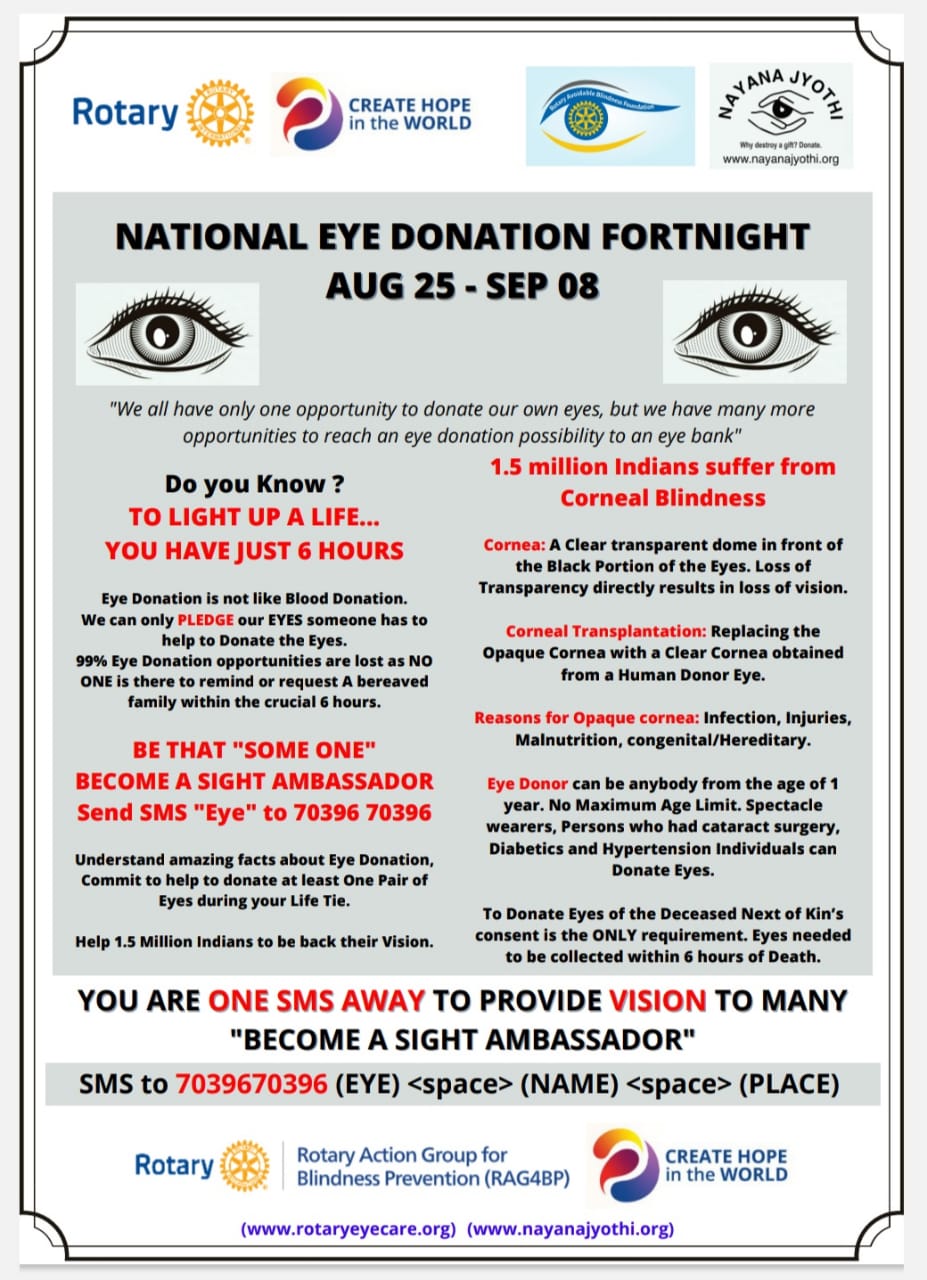 Rotary
ROTARY
INTERNATIONAL
CREATE HOPE
in the WORLD
Rotary Avoidable Blindness Foundation
NAYANA JYOTHI
Why destroy a gift? Donate.
www.nayanajyothi.org
NATIONAL EYE DONATION FORTNIGHT
AUG 25 - SEP 08
"We all have only one opportunity to donate our own eyes, but we have many more
opportunities to reach an eye donation possibility to an eye bank"
Do you Know ?
TO LIGHT UP A LIFE...
YOU HAVE JUST 6 HOURS
Eye Donation is not like Blood Donation.
We can only PLEDGE our EYES someone has to
help to Donate the Eyes.
99% Eye Donation opportunities are lost as NO
ONE is there to remind or request A bereaved
family within the crucial 6 hours.
BE THAT "SOME ONE"
BECOME A SIGHT AMBASSADOR
Send SMS "Eye" to 70396 70396
Understand amazing facts about Eye Donation,
Commit to help to donate at least One Pair of
Eyes during your Life Tie.
Help 1.5 Million Indians to be back their Vision.
1.5 million Indians suffer from
Corneal Blindness
Cornea: A Clear transparent dome in front of
the Black Portion of the Eyes. Loss of
Transparency directly results in loss of vision.
Corneal Transplantation: Replacing the
Opaque Cornea with a Clear Cornea obtained
from a Human Donor Eye.
Reasons for Opaque cornea: Infection, Injuries,
Malnutrition, congenital/Hereditary.
Eye Donor can be anybody from the age of 1
year. No Maximum Age Limit. Spectacle
wearers, Persons who had cataract surgery,
Diabetics and Hypertension Individuals can
Donate Eyes.
To Donate Eyes of the Deceased Next of Kin's
consent is the ONLY requirement. Eyes needed
to be collected within 6 hours of Death.
YOU ARE ONE SMS AWAY TO PROVIDE VISION TO MANY
"BECOME A SIGHT AMBASSADOR"
SMS to 7039670396 (EYE) <space> (NAME) <space> (PLACE)
Rotary
Rotary Action Group for
Blindness Prevention (RAG4BP)
CREATE HOPE
in the WORLD
(www.rotaryeyecare.org) (www.nayanajyothi.org)